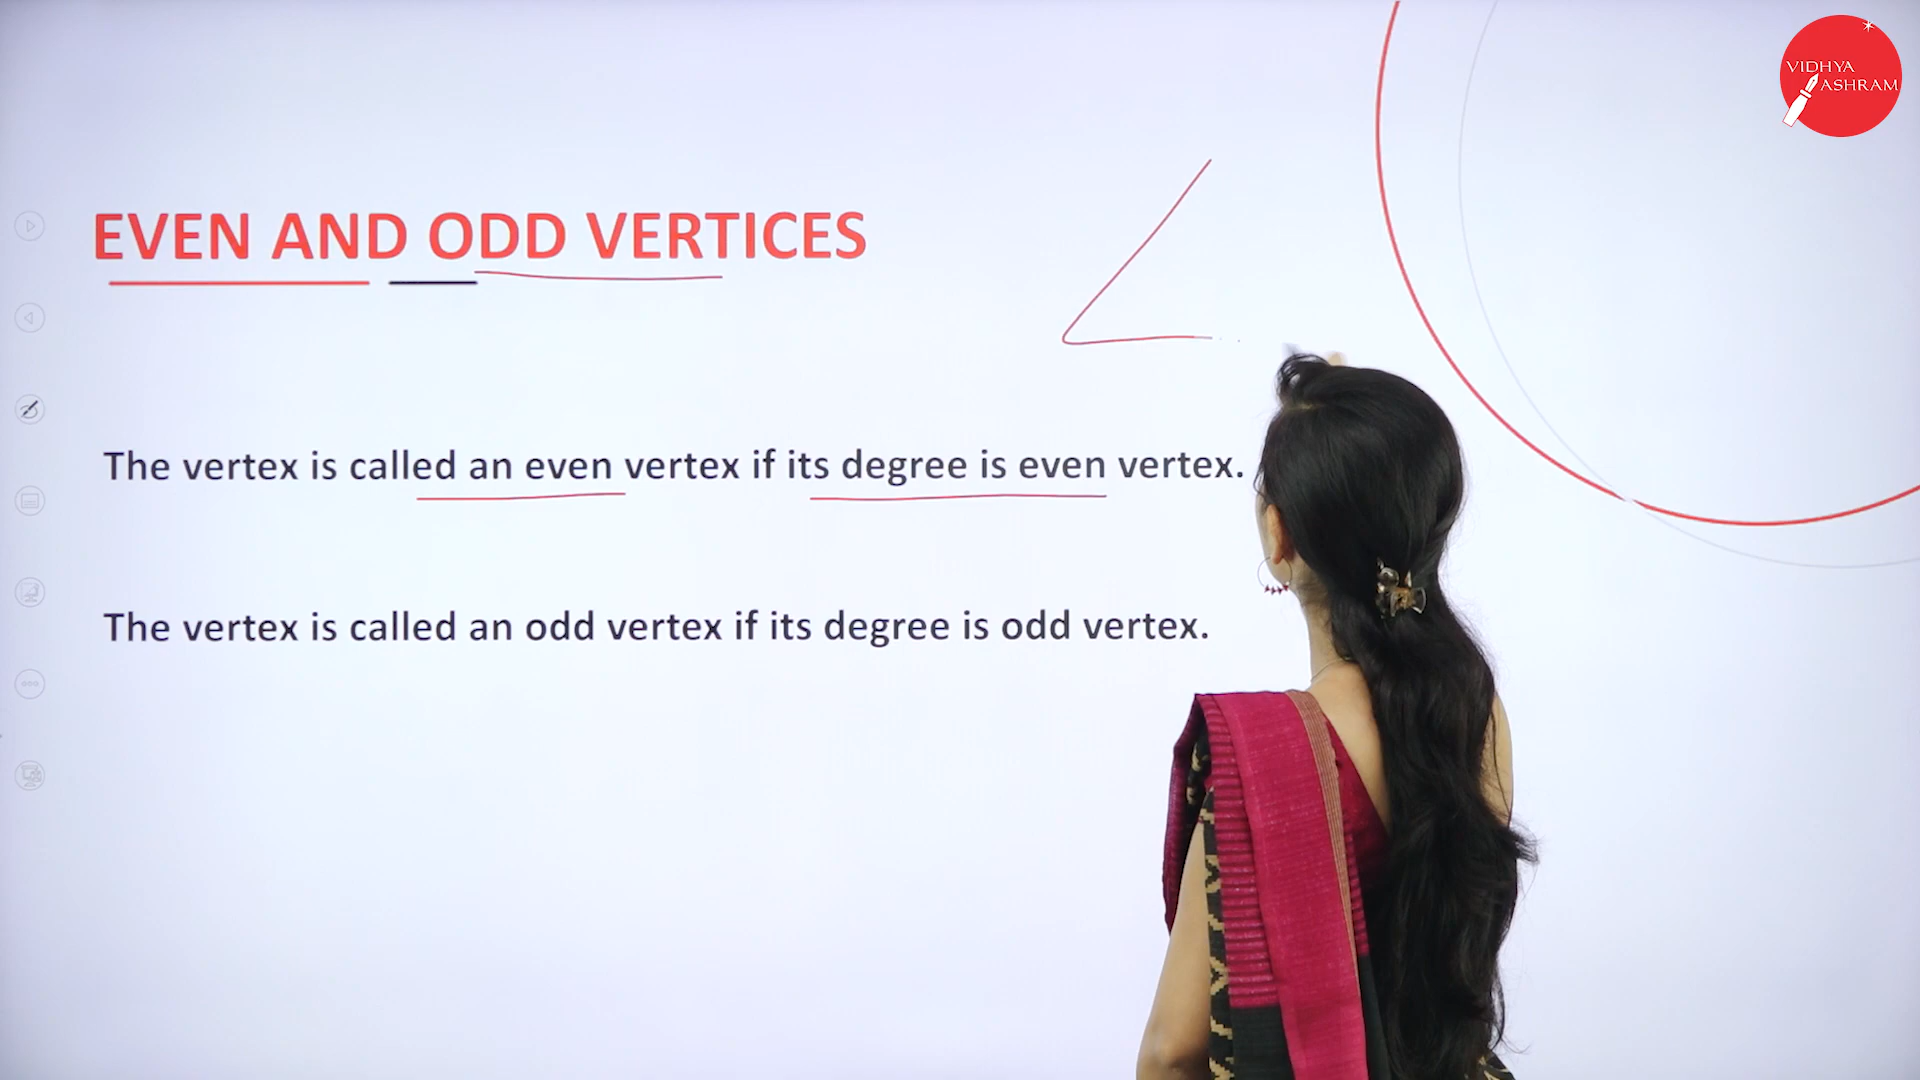 VIDHYA
ASHRAM
EVEN AND ODD VERTICES
The vertex is called an even vertex if its degree is even vertex.
The vertex is called an odd vertex if its degree is odd vertex.